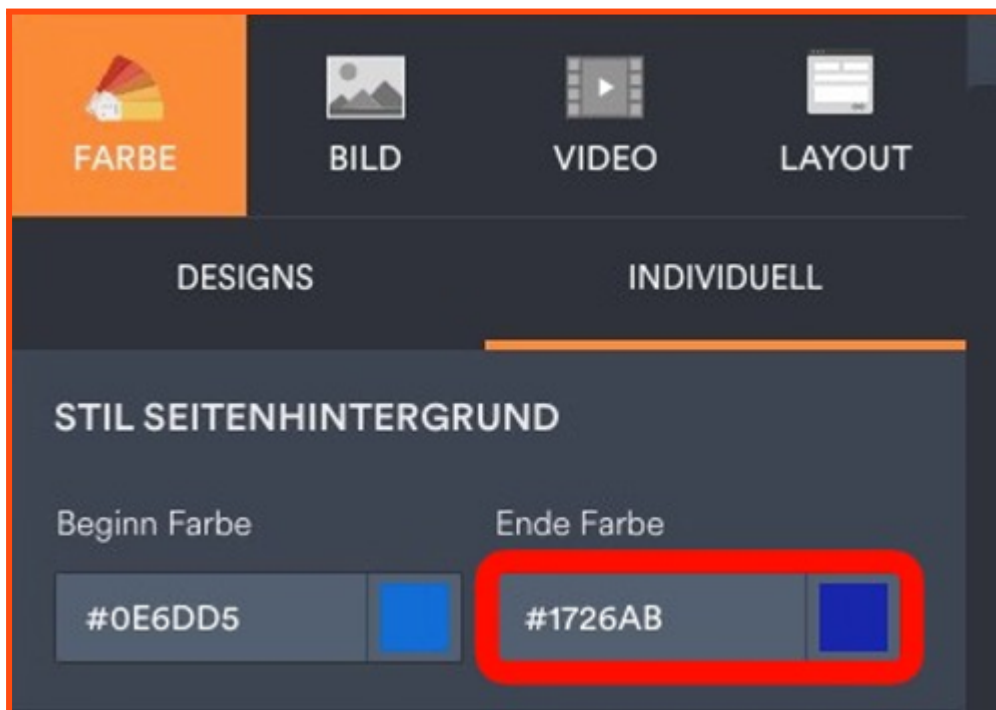 FARBE BILD VIDEO LAYOUT
DESIGNS INDIVIDUELL
STIL SEITENHINTERGRUND
Beginn Farbe Ende Farbe
#0E6DD5 #1726AB